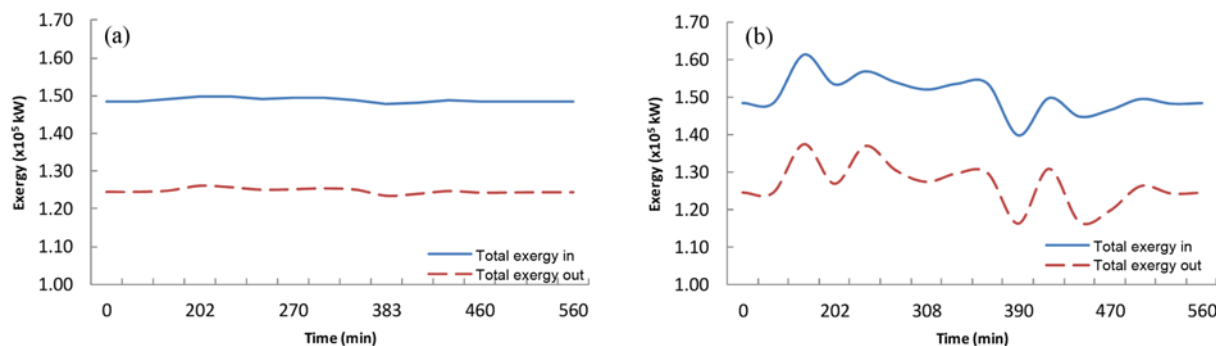 (a)
Exergy (x10⁵ kW)
1.70
1.60
1.50
1.40
1.30
1.20
1.10
1.00
Total exergy in
Total exergy out
0 202 270 383 460 560
Time (min)
(b)
Exergy (x10⁵ kW)
1.70
1.60
1.50
1.40
1.30
1.20
1.10
1.00
Total exergy in
Total exergy out
0 202 308 390 470 560
Time (min)